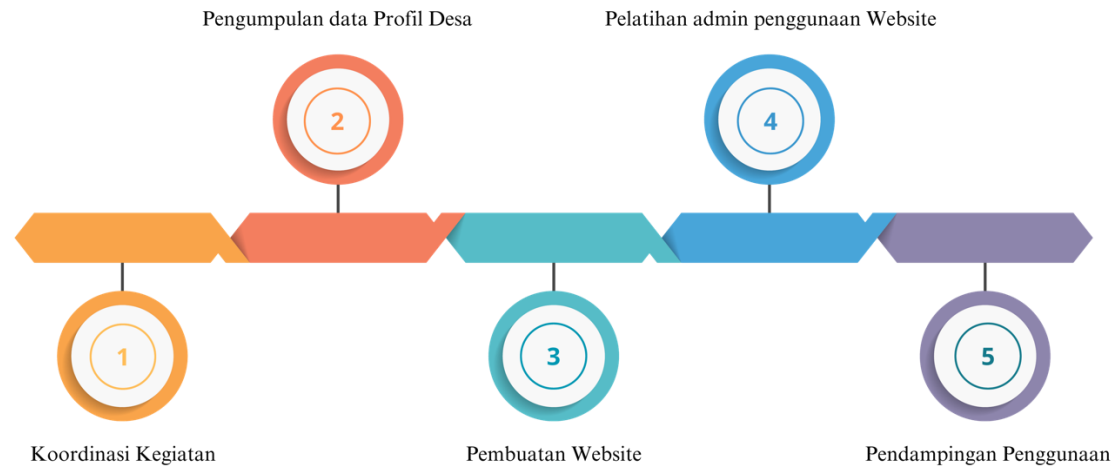 Pengumpulan data Profil Desa
Pelatihan admin penggunaan Website
2
4
1
3
5
Koordinasi Kegiatan
Pembuatan Website
Pendampingan Penggunaan